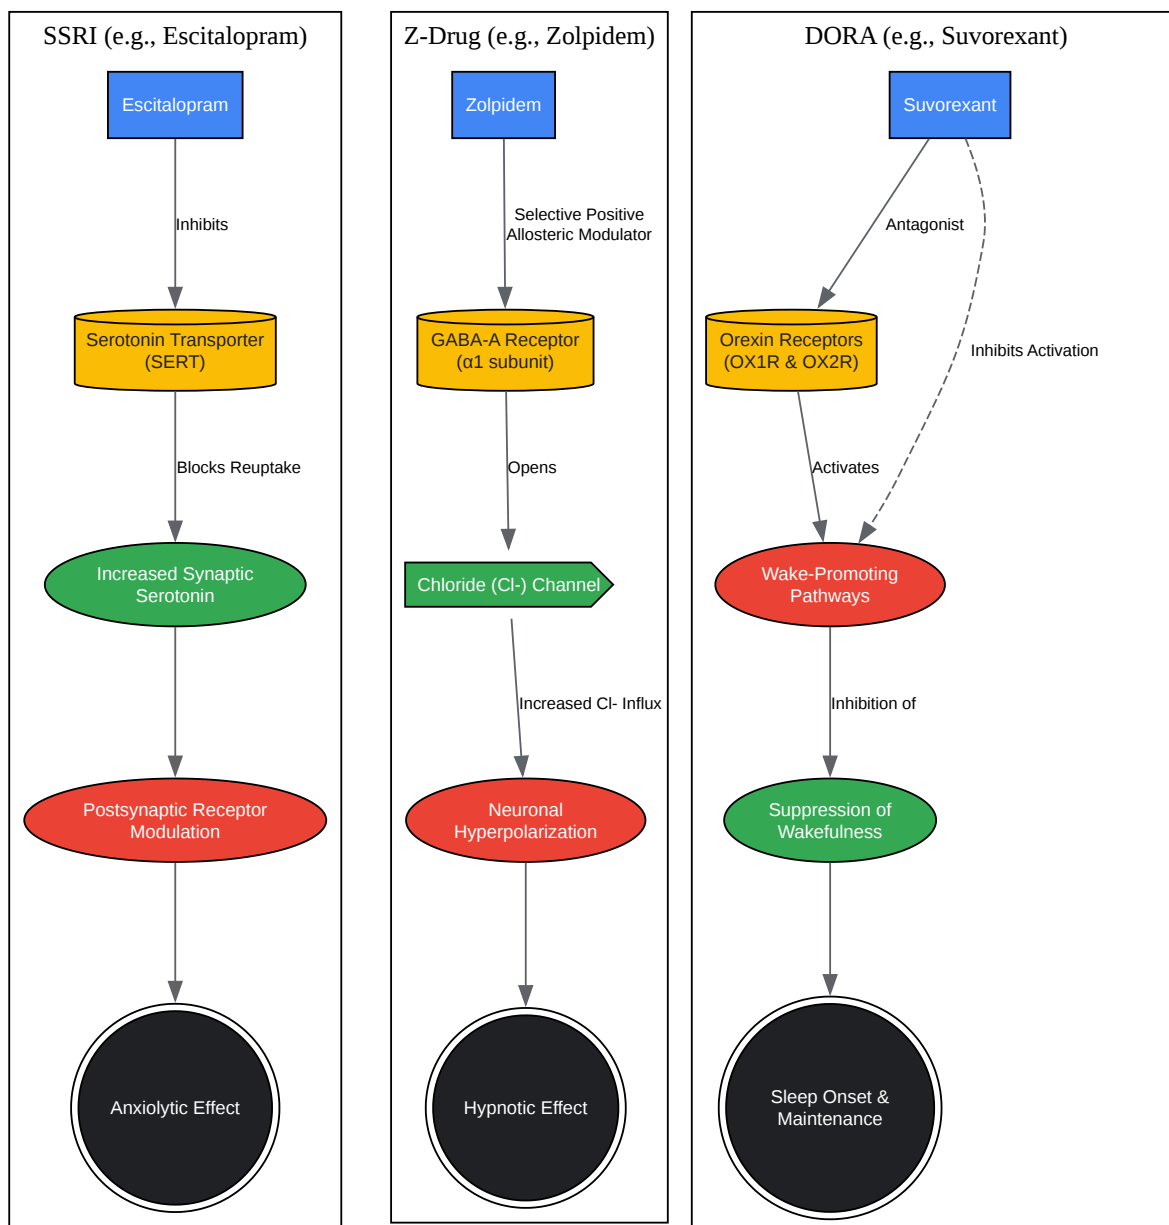 SSRI (e.g., Escitalopram)
Escitalopram
Inhibits
Serotonin Transporter
(SERT)
Blocks Reuptake
Increased Synaptic
Serotonin
Postsynaptic Receptor
Modulation
Anxiolytic Effect
Z-Drug (e.g., Zolpidem)
Zolpidem
Selective Positive
Allosteric Modulator
GABA-A Receptor
(α1 subunit)
Opens
Chloride (Cl-) Channel
Increased Cl- Influx
Neuronal
Hyperpolarization
Hypnotic Effect
DORA (e.g., Suvorexant)
Suvorexant
Antagonist
Orexin Receptors
(OX1R & OX2R)
Inhibits Activation
Activates
Wake-Promoting
Pathways
Inhibition of
Suppression of
Wakefulness
Sleep Onset &
Maintenance